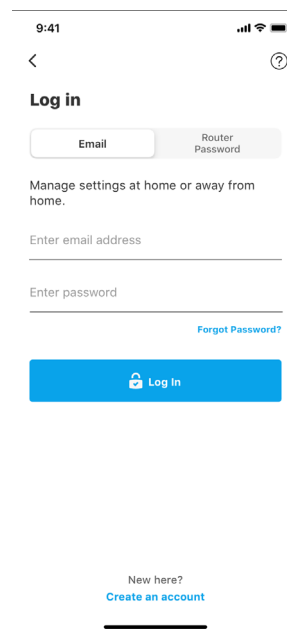 9:41
Log in
Email
Router
Password
Manage settings at home or away from
home.
Enter email address
Enter password
Forgot Password?
Log In
New here?
Create an account